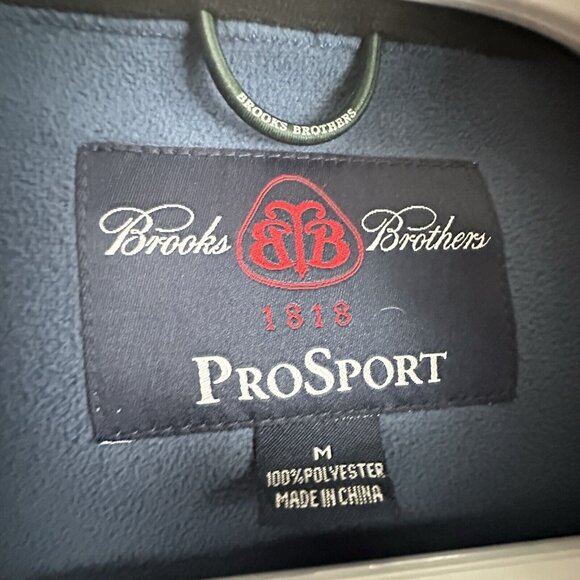 BROOKS BROTHERS
Brooks BB Brothers
1818
PROSPORT
M
100%POLYESTER
MADE IN CHINA